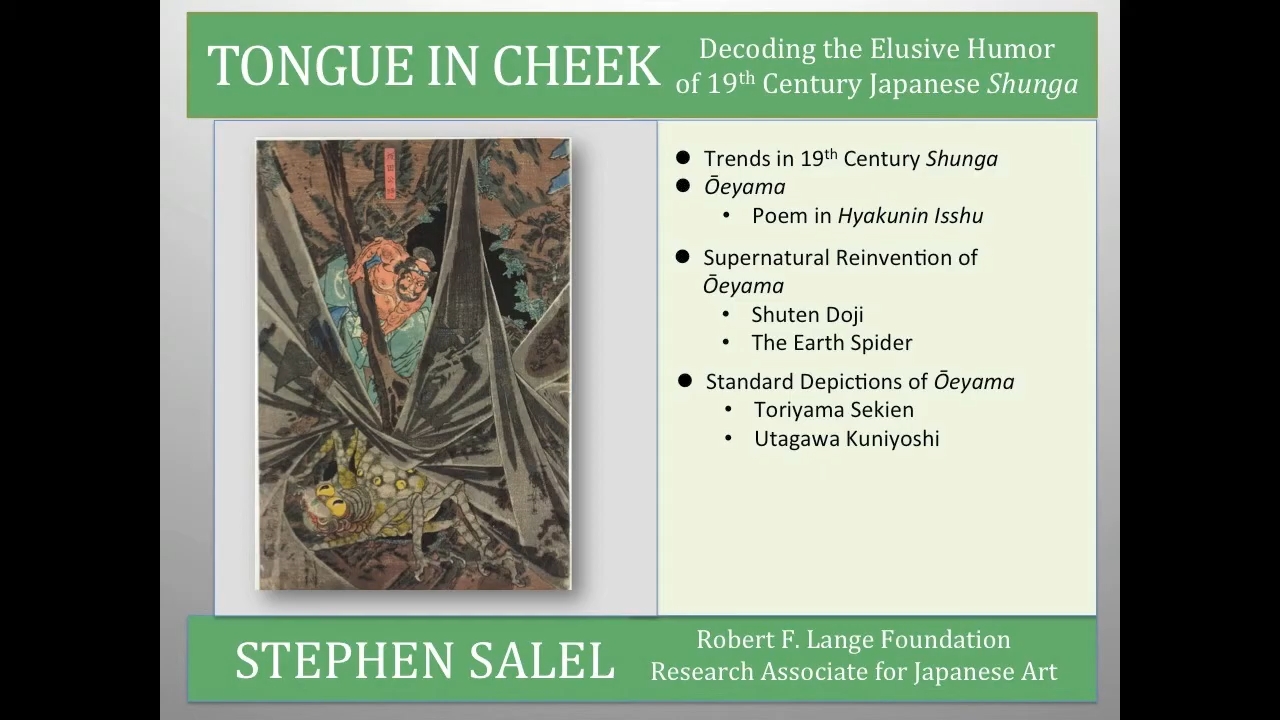 TONGUE IN CHEEK
Decoding the Elusive Humor
of 19th Century Japanese Shunga
● Trends in 19th Century Shunga
● Ōeyama
• Poem in Hyakunin Isshu
● Supernatural Reinvention of
Ōeyama
• Shuten Doji
• The Earth Spider
● Standard Depictions of Ōeyama
• Toriyama Sekien
• Utagawa Kuniyoshi
STEPHEN SALEL
Robert F. Lange Foundation
Research Associate for Japanese Art